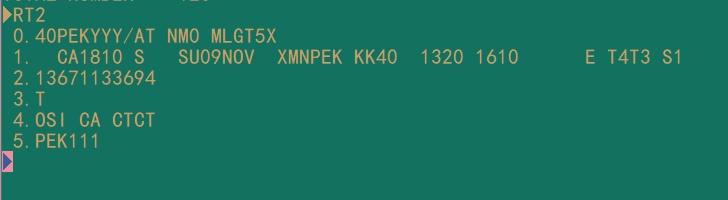 RT2
0.40PEKYYY/AT NMO MLGT5X
1. CA1810 S SU09NOV XMNPEK KK40 1320 1610 E T4T3 S1
2.13671133694
3.T
4.OSI CA CTCT
5.PEK111